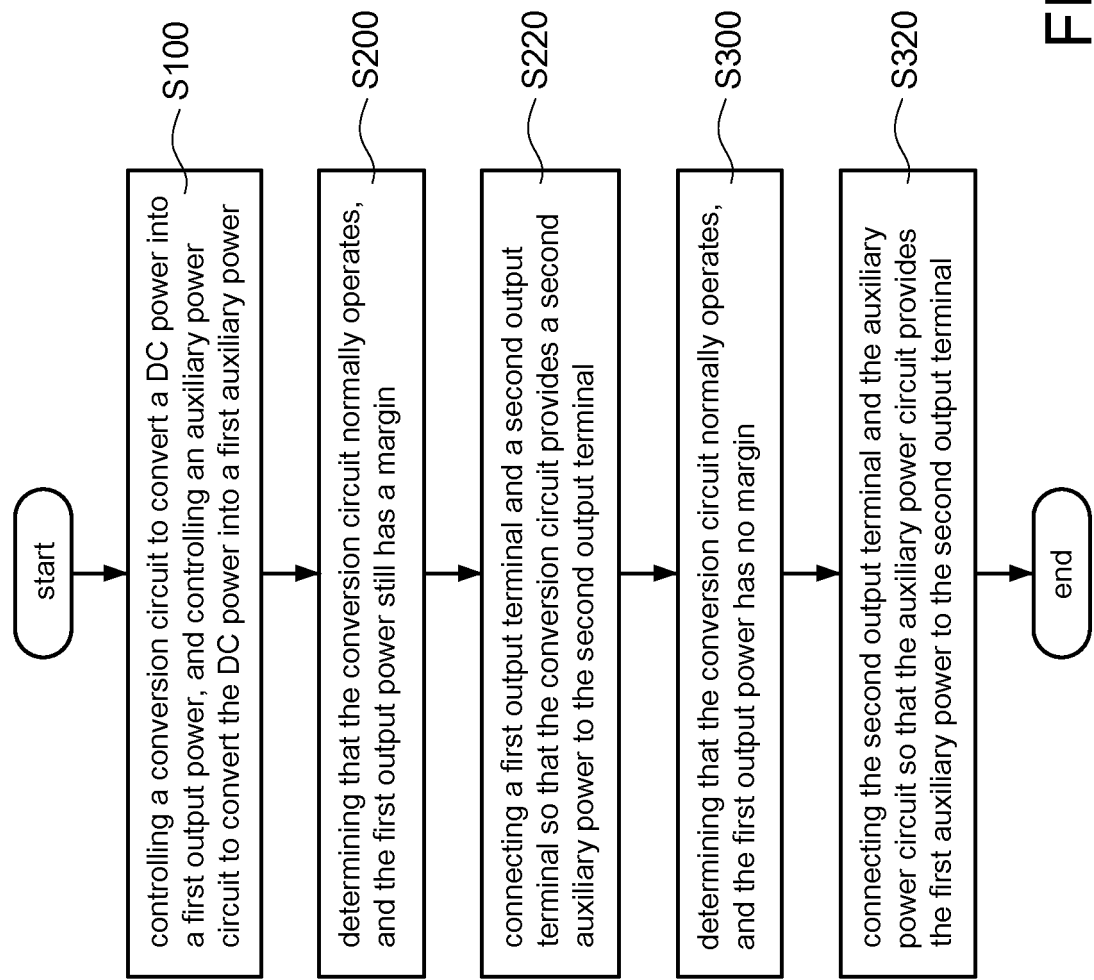 start
controlling a conversion circuit to convert a DC power into
a first output power, and controlling an auxiliary power
circuit to convert the DC power into a first auxiliary power
S100
determining that the conversion circuit normally operates,
and the first output power still has a margin
S200
connecting a first output terminal and a second output
terminal so that the conversion circuit provides a second
auxiliary power to the second output terminal
S220
determining that the conversion circuit normally operates,
and the first output power has no margin
S300
connecting the second output terminal and the auxiliary
power circuit so that the auxiliary power circuit provides
the first auxiliary power to the second output terminal
S320
end